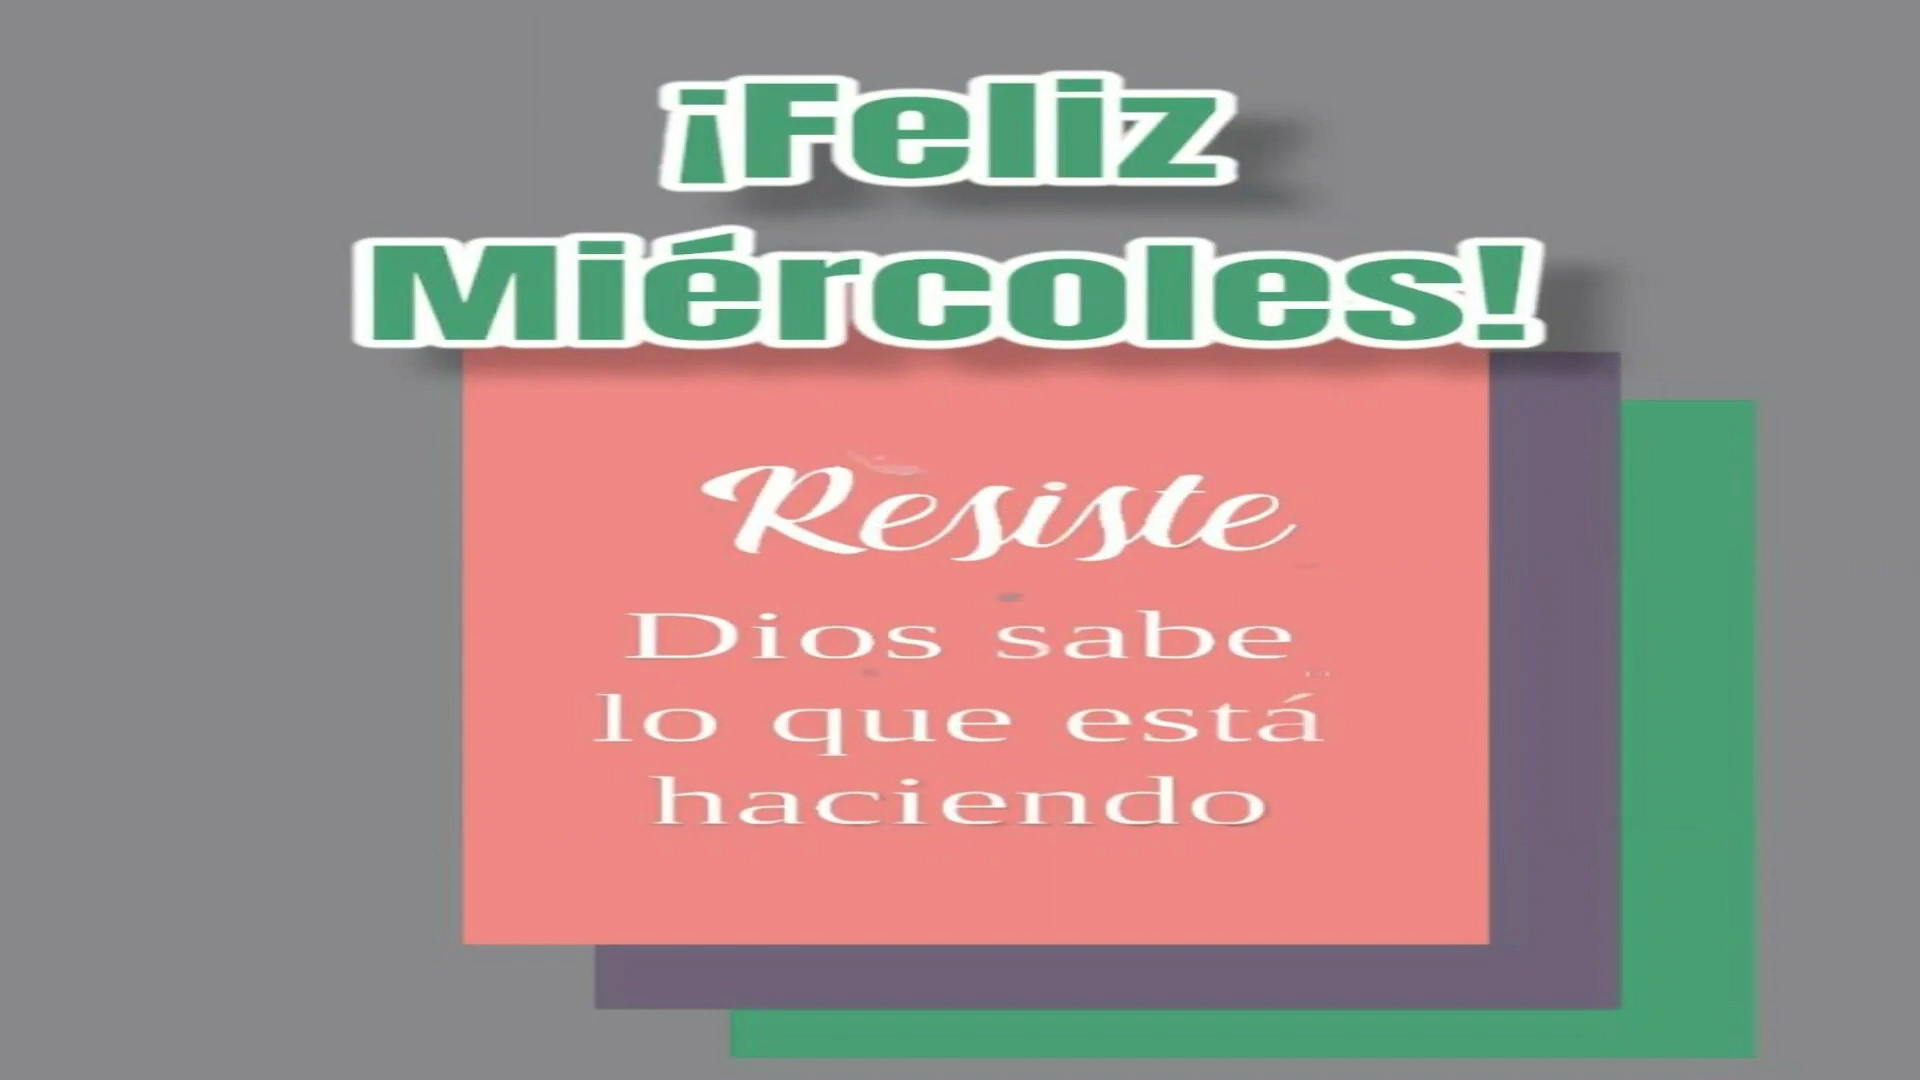 ¡Feliz
Miércoles!
Resiste
Dios sabe
lo que está
haciendo